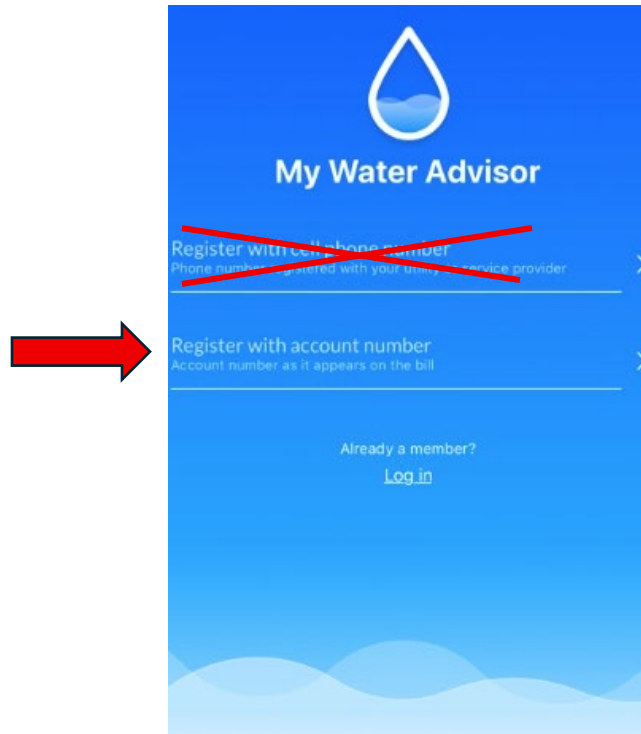 My Water Advisor
Register with cell phone number
Phone number registered with your utility or service provider
Register with account number
Account number as it appears on the bill
Already a member?
Log in